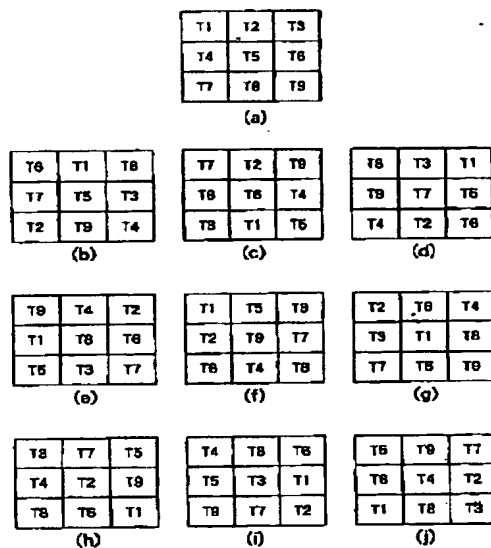 T1 T2 T3
T4 T5 T6
T7 T8 T9
(a)
T6 T1 T8 T7 T2 T9 T8 T3 T1
T7 T5 T3 T8 T6 T4 T9 T7 T5
T2 T9 T4 T3 T1 T5 T4 T2 T6
(b) (c) (d)
T9 T4 T2 T1 T5 T3 T2 T6 T4
T1 T8 T6 T2 T9 T7 T3 T1 T8
T5 T3 T7 T6 T4 T8 T7 T5 T9
(e) (f) (g)
T3 T7 T5 T4 T8 T6 T5 T9 T7
T4 T2 T9 T5 T3 T1 T6 T4 T2
T8 T6 T1 T9 T7 T2 T1 T8 T3
(h) (i) (j)